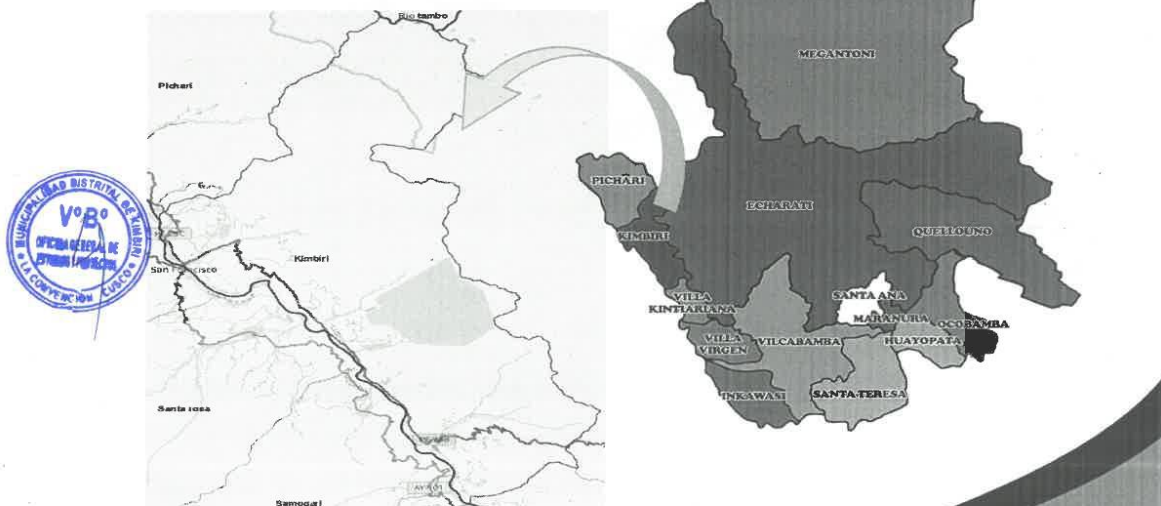 Rio tambo
Pichari
Kimbiri
San Francisco
Santa rosa
Samugari
MUNICIPALIDAD DISTRITAL DE KIMBIRI
V°B°
OFICINA GENERAL DE
LA CONVENCION CUSCO
MEGANTONI
PICHARI
ECHARATI
KIMBIRI
QUELLOUNO
VILLA
KINTIARIANA
SANTA ANA
MARANURA
OCOBAMBA
VILLA
VIRGEN
VILCABAMBA
HUAYOPATA
INKAWASI
SANTA TERESA